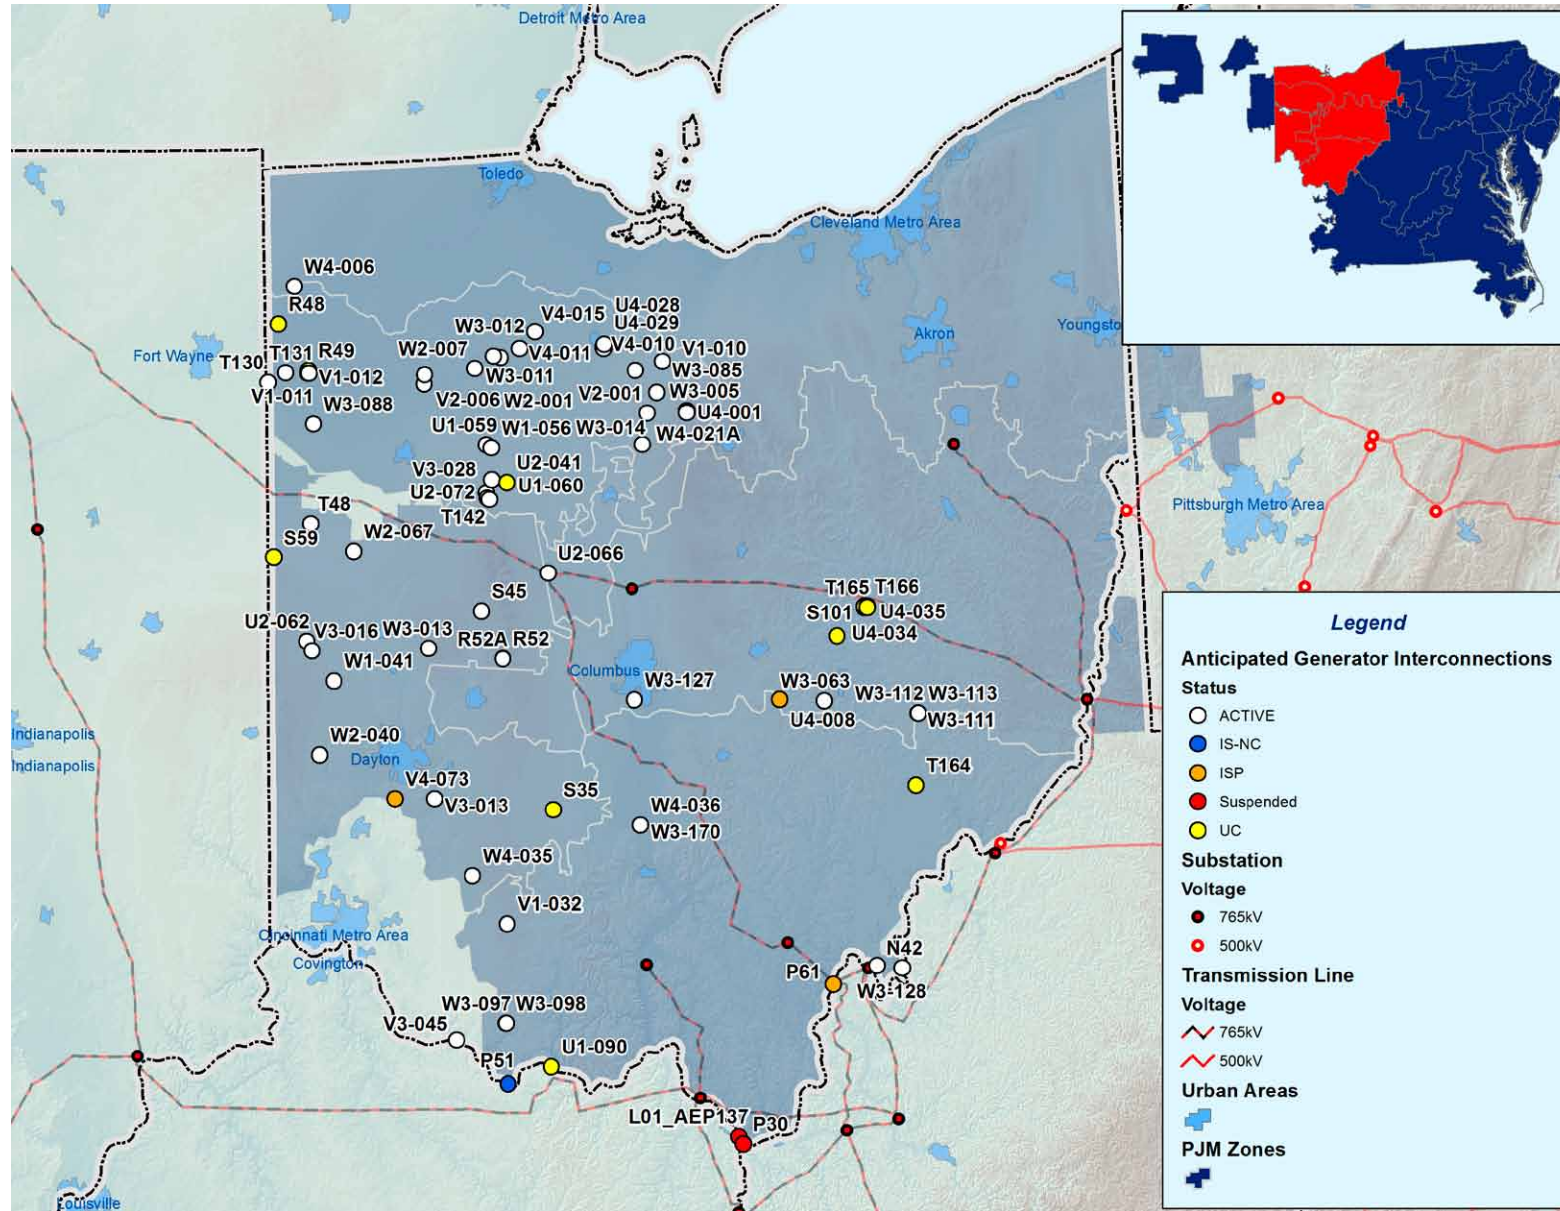 Detroit Metro Area
Toledo
Cleveland Metro Area
W4-006
R48
U4-028
V4-015
U4-029
W3-012
Akron
Youngsto
Fort Wayne
W2-007
V4-011
V4-010
V1-010
T130
T131
R49
W3-011
W3-085
V1-012
V1-011
V2-006
W2-001
V2-001
W3-005
W3-088
U4-001
U1-059
W1-056
W3-014
W4-021A
V3-028
U2-041
U2-072
U1-060
T142
Pittsburgh Metro Area
T48
S59
W2-067
U2-066
T165
T166
S45
S101
U4-035
U2-062
V3-016
W3-013
R52A
R52
U4-034
W1-041
Columbus
W3-127
W3-063
W3-112
W3-113
U4-008
W3-111
Indianapolis
Indianapolis
W2-040
Dayton
V4-073
V3-013
S35
T164
W4-036
W3-170
W4-035
V1-032
Cincinnati Metro Area
Covington
N42
P61
W3-128
W3-097
W3-098
V3-045
P51
U1-090
L01_AEP137
P30
Louisville
Legend
Anticipated Generator Interconnections
Status
ACTIVE
IS-NC
ISP
Suspended
UC
Substation
Voltage
765kV
500kV
Transmission Line
Voltage
765kV
500kV
Urban Areas
PJM Zones